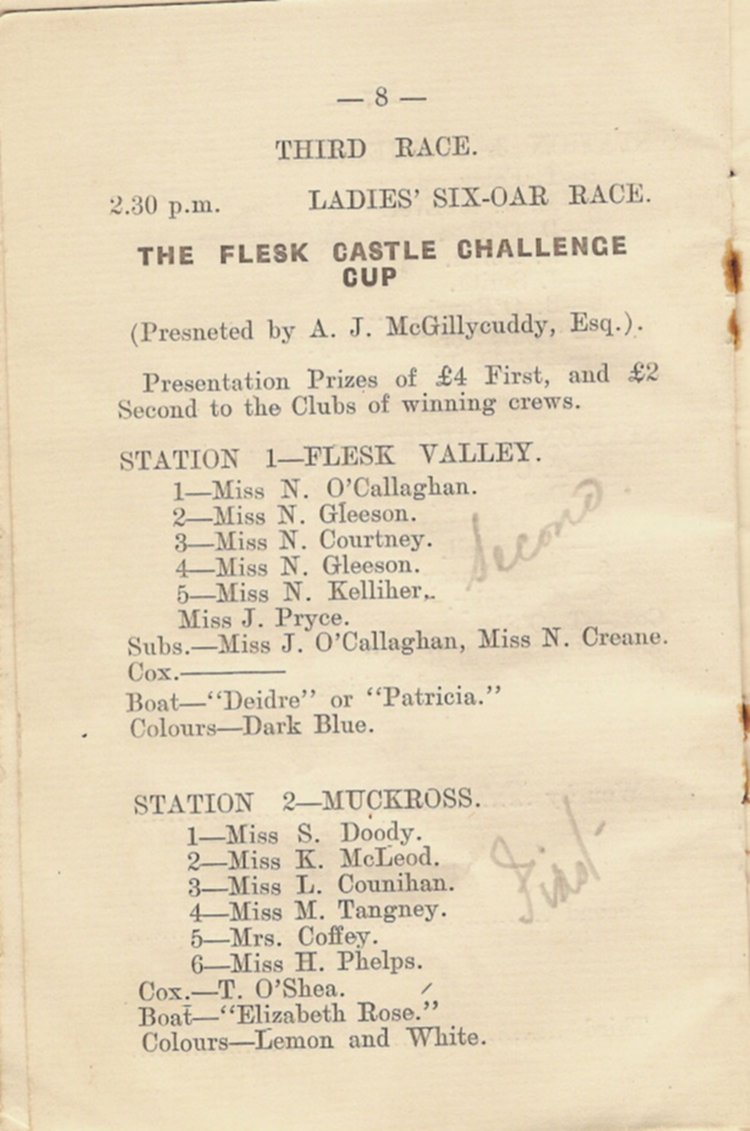 — 8 —
THIRD RACE.
2.30 p.m. LADIES' SIX-OAR RACE.
THE FLESK CASTLE CHALLENGE
CUP
(Presneted by A. J. McGillycuddy, Esq.).
Presentation Prizes of £4 First, and £2
Second to the Clubs of winning crews.
STATION 1—FLESK VALLEY.
1—Miss N. O'Callaghan.
2—Miss N. Gleeson.
3—Miss N. Courtney.
4—Miss N. Gleeson.
5—Miss N. Kelliher,.
Miss J. Pryce.
Second
Subs.—Miss J. O'Callaghan, Miss N. Creane.
Cox.————
Boat—"Deidre" or "Patricia."
Colours—Dark Blue.
STATION 2—MUCKROSS.
1—Miss S. Doody.
2—Miss K. McLeod.
3—Miss L. Counihan.
4—Miss M. Tangney.
5—Mrs. Coffey.
6—Miss H. Phelps.
First
Cox.—T. O'Shea.
Boat—"Elizabeth Rose."
Colours—Lemon and White.